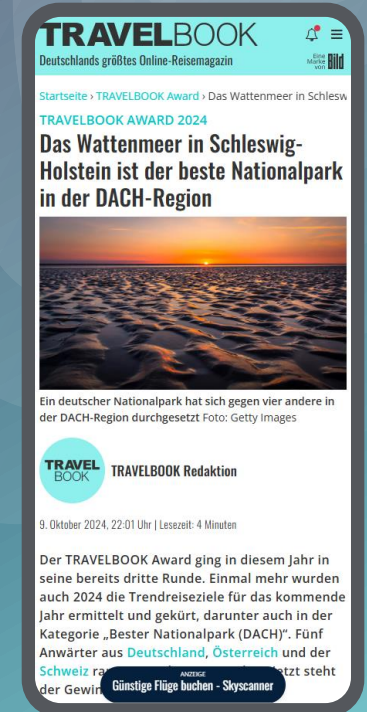 TRAVELBOOK
Deutschlands größtes Online-Reisemagazin
Eine
Marke
von Bild
Startseite › TRAVELBOOK Award › Das Wattenmeer in Schlesw
TRAVELBOOK AWARD 2024
Das Wattenmeer in Schleswig-
Holstein ist der beste Nationalpark
in der DACH-Region
Ein deutscher Nationalpark hat sich gegen vier andere in
der DACH-Region durchgesetzt Foto: Getty Images
TRAVEL
BOOK
TRAVELBOOK Redaktion
9. Oktober 2024, 22:01 Uhr | Lesezeit: 4 Minuten
Der TRAVELBOOK Award ging in diesem Jahr in
seine bereits dritte Runde. Einmal mehr wurden
auch 2024 die Trendreiseziele für das kommende
Jahr ermittelt und gekürt, darunter auch in der
Kategorie „Bester Nationalpark (DACH)“. Fünf
Anwärter aus Deutschland, Österreich und der
Schweiz steht
der
ANZEIGE
Günstige Flüge buchen - Skyscanner